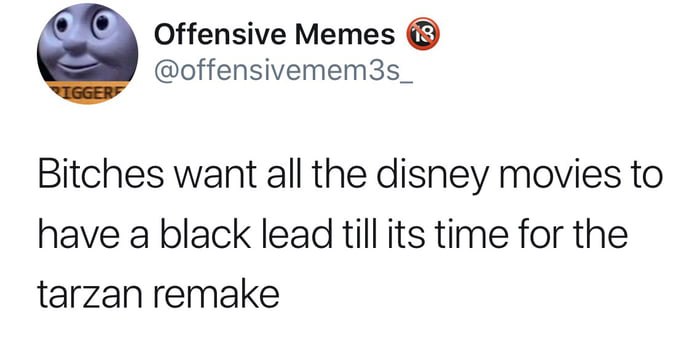 Offensive Memes 🔞
@offensivemem3s_
Bitches want all the disney movies to
have a black lead till its time for the
tarzan remake